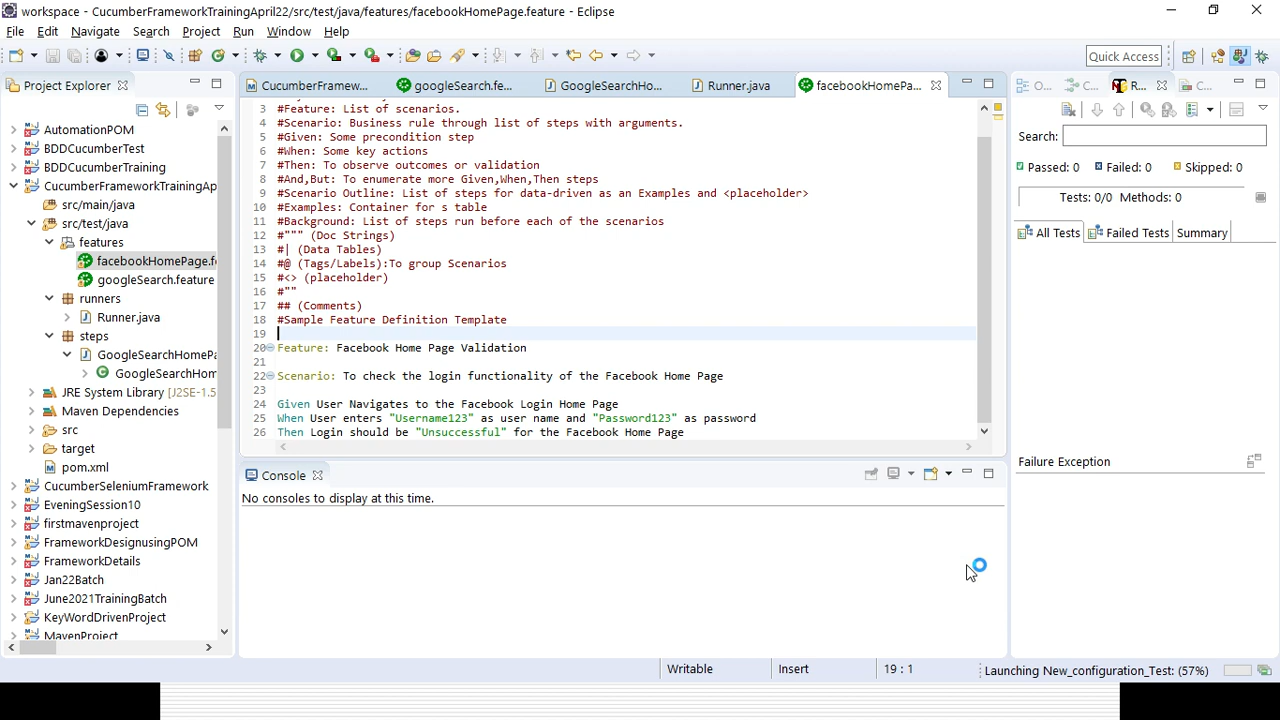 workspace - CucumberFrameworkTrainingApril22/src/test/java/features/facebookHomePage.feature - Eclipse
File Edit Navigate Search Project Run Window Help
Quick Access
Project Explorer
AutomationPOM
BDDCucumberTest
BDDCucumberTraining
CucumberFrameworkTrainingAp
src/main/java
src/test/java
features
facebookHomePage.f
googleSearch.feature
runners
Runner.java
steps
GoogleSearchHomeP
GoogleSearchHom
JRE System Library [J2SE-1.5
Maven Dependencies
src
target
pom.xml
CucumberSeleniumFramework
EveningSession10
firstmavenproject
FrameworkDesignusingPOM
FrameworkDetails
Jan22Batch
June2021TrainingBatch
KeyWordDrivenProject
MavenProject
CucumberFramew... googleSearch.fe... GoogleSearchHo... Runner.java facebookHomePa...
3 #Feature: List of scenarios.
4 #Scenario: Business rule through list of steps with arguments.
5 #Given: Some precondition step
6 #When: Some key actions
7 #Then: To observe outcomes or validation
8 #And,But: To enumerate more Given,When,Then steps
9 #Scenario Outline: List of steps for data-driven as an Examples and <placeholder>
10 #Examples: Container for s table
11 #Background: List of steps run before each of the scenarios
12 #""" (Doc Strings)
13 #| (Data Tables)
14 #@ (Tags/Labels):To group Scenarios
15 #<> (placeholder)
16 #""
17 ## (Comments)
18 #Sample Feature Definition Template
19
20 Feature: Facebook Home Page Validation
21
22 Scenario: To check the login functionality of the Facebook Home Page
23
24 Given User Navigates to the Facebook Login Home Page
25 When User enters "Username123" as user name and "Password123" as password
26 Then Login should be "Unsuccessful" for the Facebook Home Page
Console
No consoles to display at this time.
O... C... R... C...
Search:
Passed: 0 Failed: 0 Skipped: 0
Tests: 0/0 Methods: 0
All Tests Failed Tests Summary
Failure Exception
Writable Insert 19 : 1 Launching New_configuration_Test: (57%)